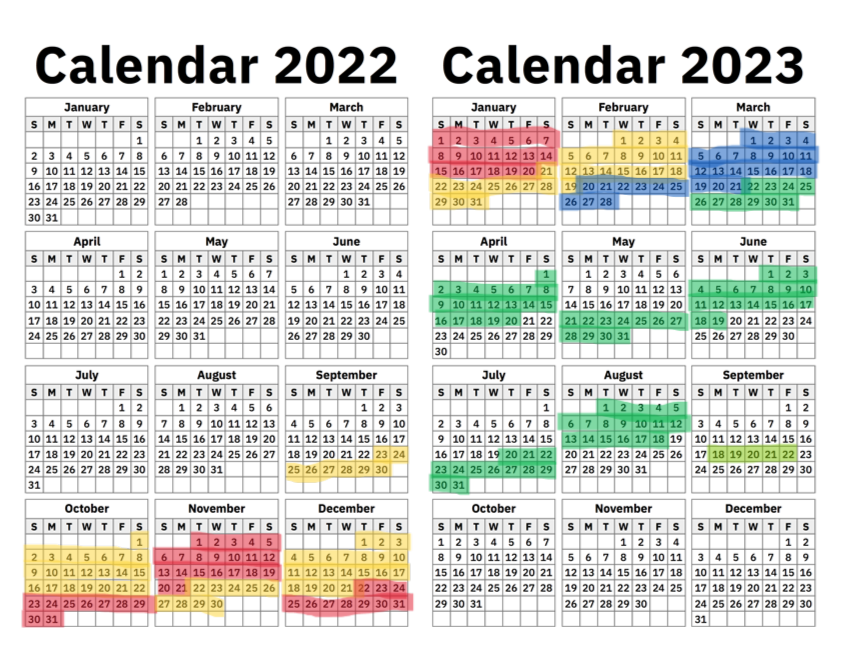 Calendar 2022
January
S M T W T F S
1
2 3 4 5 6 7 8
9 10 11 12 13 14 15
16 17 18 19 20 21 22
23 24 25 26 27 28 29
30 31
February
S M T W T F S
1 2 3 4 5
6 7 8 9 10 11 12
13 14 15 16 17 18 19
20 21 22 23 24 25 26
27 28
March
S M T W T F S
1 2 3 4 5
6 7 8 9 10 11 12
13 14 15 16 17 18 19
20 21 22 23 24 25 26
27 28 29 30 31
April
S M T W T F S
1 2
3 4 5 6 7 8 9
10 11 12 13 14 15 16
17 18 19 20 21 22 23
24 25 26 27 28 29 30
May
S M T W T F S
1 2 3 4 5 6 7
8 9 10 11 12 13 14
15 16 17 18 19 20 21
22 23 24 25 26 27 28
29 30 31
June
S M T W T F S
1 2 3 4
5 6 7 8 9 10 11
12 13 14 15 16 17 18
19 20 21 22 23 24 25
26 27 28 29 30
July
S M T W T F S
1 2
3 4 5 6 7 8 9
10 11 12 13 14 15 16
17 18 19 20 21 22 23
24 25 26 27 28 29 30
31
August
S M T W T F S
1 2 3 4 5 6
7 8 9 10 11 12 13
14 15 16 17 18 19 20
21 22 23 24 25 26 27
28 29 30 31
September
S M T W T F S
1 2 3
4 5 6 7 8 9 10
11 12 13 14 15 16 17
18 19 20 21 22 23 24
25 26 27 28 29 30
October
S M T W T F S
1
2 3 4 5 6 7 8
9 10 11 12 13 14 15
16 17 18 19 20 21 22
23 24 25 26 27 28 29
30 31
November
S M T W T F S
1 2 3 4 5
6 7 8 9 10 11 12
13 14 15 16 17 18 19
20 21 22 23 24 25 26
27 28 29 30
December
S M T W T F S
1 2 3
4 5 6 7 8 9 10
11 12 13 14 15 16 17
18 19 20 21 22 23 24
25 26 27 28 29 30 31
Calendar 2023
January
S M T W T F S
1 2 3 4 5 6 7
8 9 10 11 12 13 14
15 16 17 18 19 20 21
22 23 24 25 26 27 28
29 30 31
February
S M T W T F S
1 2 3 4
5 6 7 8 9 10 11
12 13 14 15 16 17 18
19 20 21 22 23 24 25
26 27 28
March
S M T W T F S
1 2 3 4
5 6 7 8 9 10 11
12 13 14 15 16 17 18
19 20 21 22 23 24 25
26 27 28 29 30 31
April
S M T W T F S
1
2 3 4 5 6 7 8
9 10 11 12 13 14 15
16 17 18 19 20 21 22
23 24 25 26 27 28 29
30
May
S M T W T F S
1 2 3 4 5 6
7 8 9 10 11 12 13
14 15 16 17 18 19 20
21 22 23 24 25 26 27
28 29 30 31
June
S M T W T F S
1 2 3
4 5 6 7 8 9 10
11 12 13 14 15 16 17
18 19 20 21 22 23 24
25 26 27 28 29 30
July
S M T W T F S
1
2 3 4 5 6 7 8
9 10 11 12 13 14 15
16 17 18 19 20 21 22
23 24 25 26 27 28 29
30 31
August
S M T W T F S
1 2 3 4 5
6 7 8 9 10 11 12
13 14 15 16 17 18 19
20 21 22 23 24 25 26
27 28 29 30 31
September
S M T W T F S
1 2
3 4 5 6 7 8 9
10 11 12 13 14 15 16
17 18 19 20 21 22 23
24 25 26 27 28 29 30
October
S M T W T F S
1 2 3 4 5 6 7
8 9 10 11 12 13 14
15 16 17 18 19 20 21
22 23 24 25 26 27 28
29 30 31
November
S M T W T F S
1 2 3 4
5 6 7 8 9 10 11
12 13 14 15 16 17 18
19 20 21 22 23 24 25
26 27 28 29 30
December
S M T W T F S
1 2
3 4 5 6 7 8 9
10 11 12 13 14 15 16
17 18 19 20 21 22 23
24 25 26 27 28 29 30
31